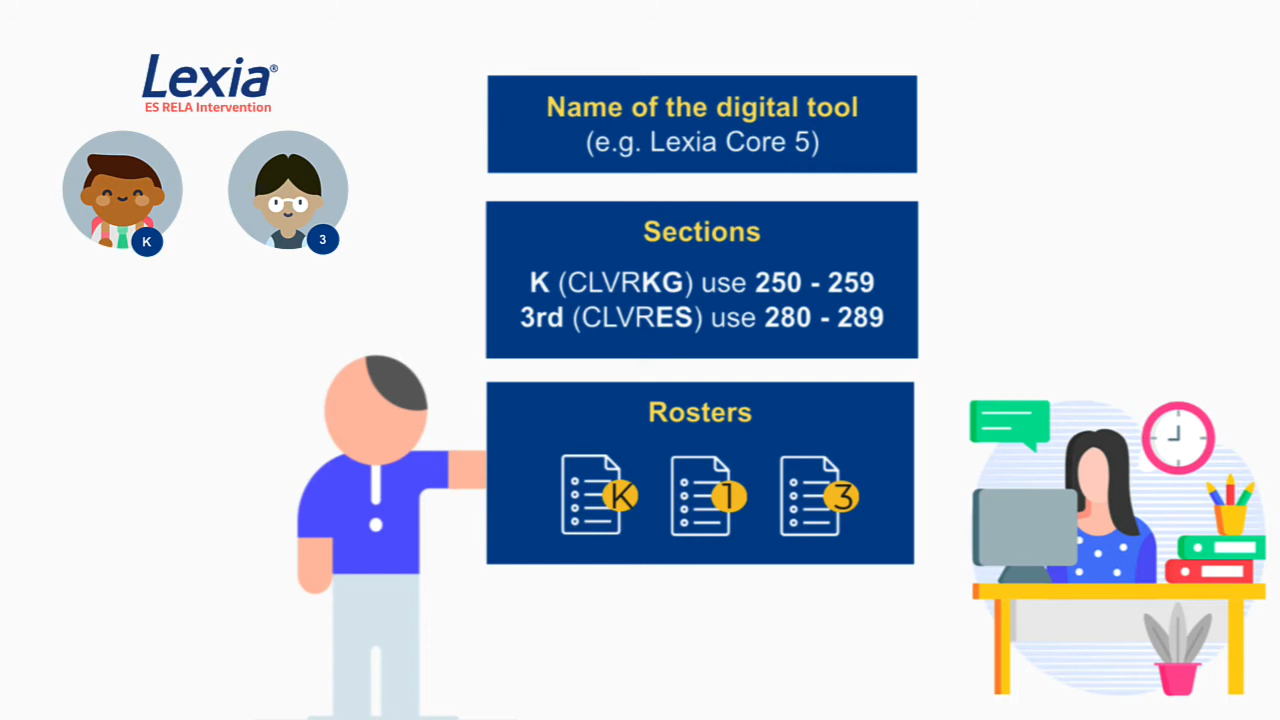 Lexia®
ES RELA Intervention
K
3
Name of the digital tool
(e.g. Lexia Core 5)
Sections
K (CLVRKG) use 250 - 259
3rd (CLVRES) use 280 - 289
Rosters
K
1
3